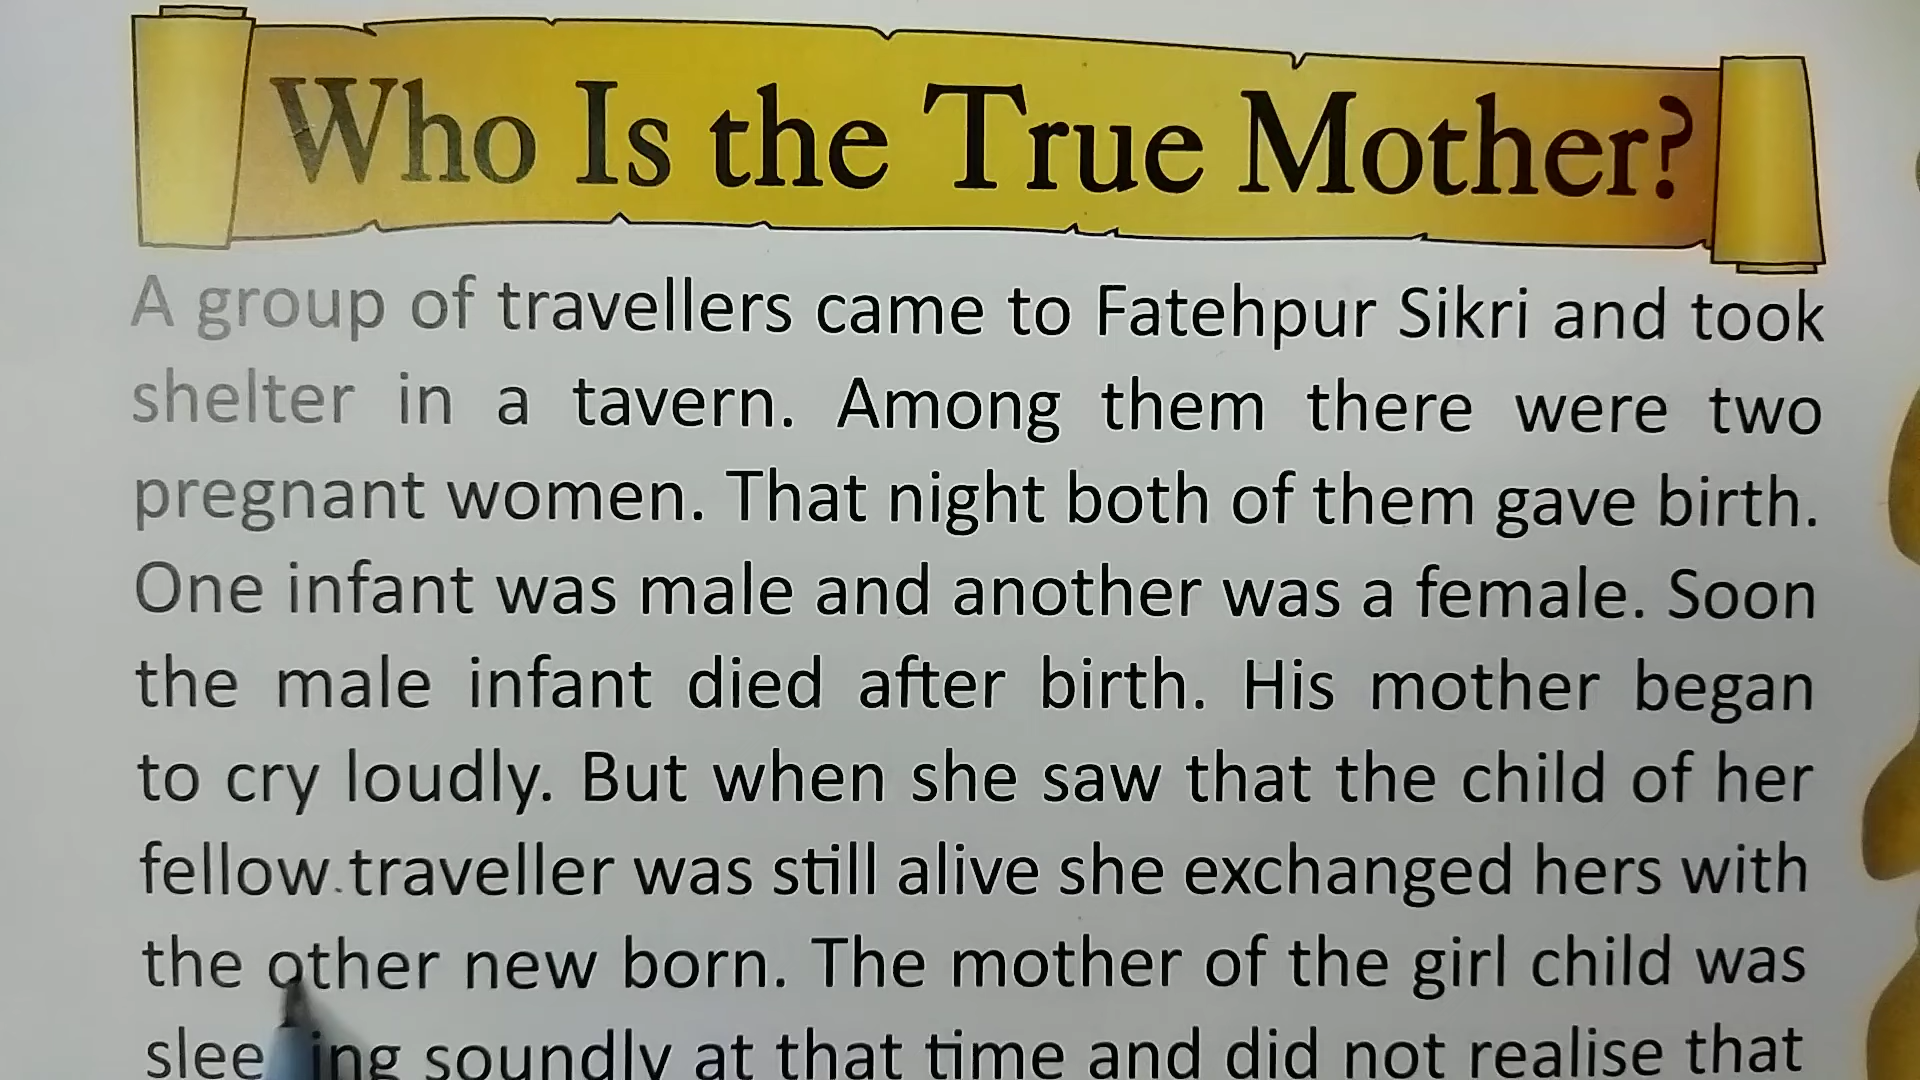 Who Is the True Mother?
A group of travellers came to Fatehpur Sikri and took
shelter in a tavern. Among them there were two
pregnant women. That night both of them gave birth.
One infant was male and another was a female. Soon
the male infant died after birth. His mother began
to cry loudly. But when she saw that the child of her
fellow traveller was still alive she exchanged hers with
the other new born. The mother of the girl child was
sleeping soundly at that time and did not realise that